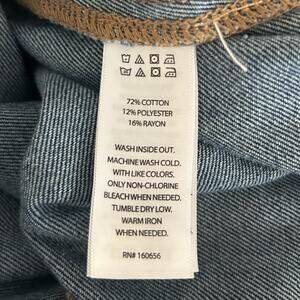 72% COTTON
12% POLYESTER
16% RAYON
WASH INSIDE OUT.
MACHINE WASH COLD.
WITH LIKE COLORS.
ONLY NON-CHLORINE
BLEACH WHEN NEEDED.
TUMBLE DRY LOW.
WARM IRON
WHEN NEEDED.
RN# 160656